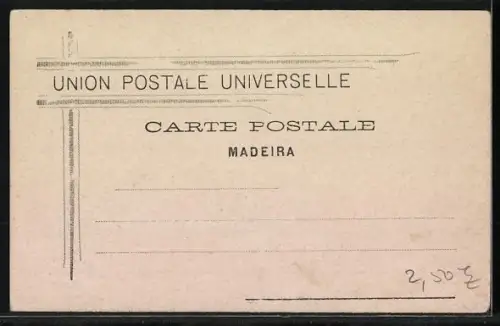 UNION POSTALE UNIVERSELLE
CARTE POSTALE
MADEIRA
2,50